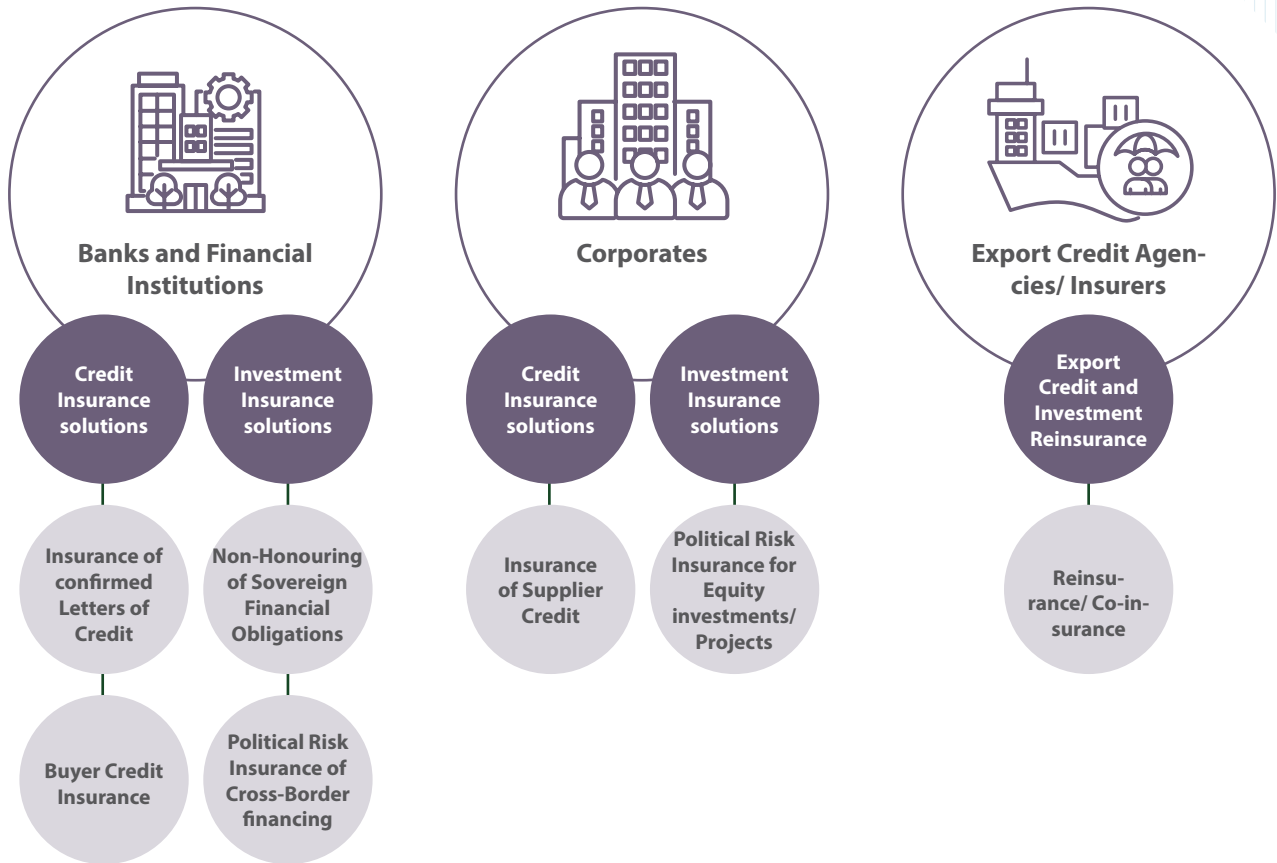 Banks and Financial
Institutions
Credit
Insurance
solutions
Investment
Insurance
solutions
Insurance of
confirmed
Letters of
Credit
Non-Honouring
of Sovereign
Financial
Obligations
Buyer Credit
Insurance
Political Risk
Insurance of
Cross-Border
financing
Corporates
Credit
Insurance
solutions
Investment
Insurance
solutions
Insurance
of Supplier
Credit
Political Risk
Insurance for
Equity
investments/
Projects
Export Credit Agen-
cies/ Insurers
Export
Credit and
Investment
Reinsurance
Reinsu-
rance/ Co-in-
surance